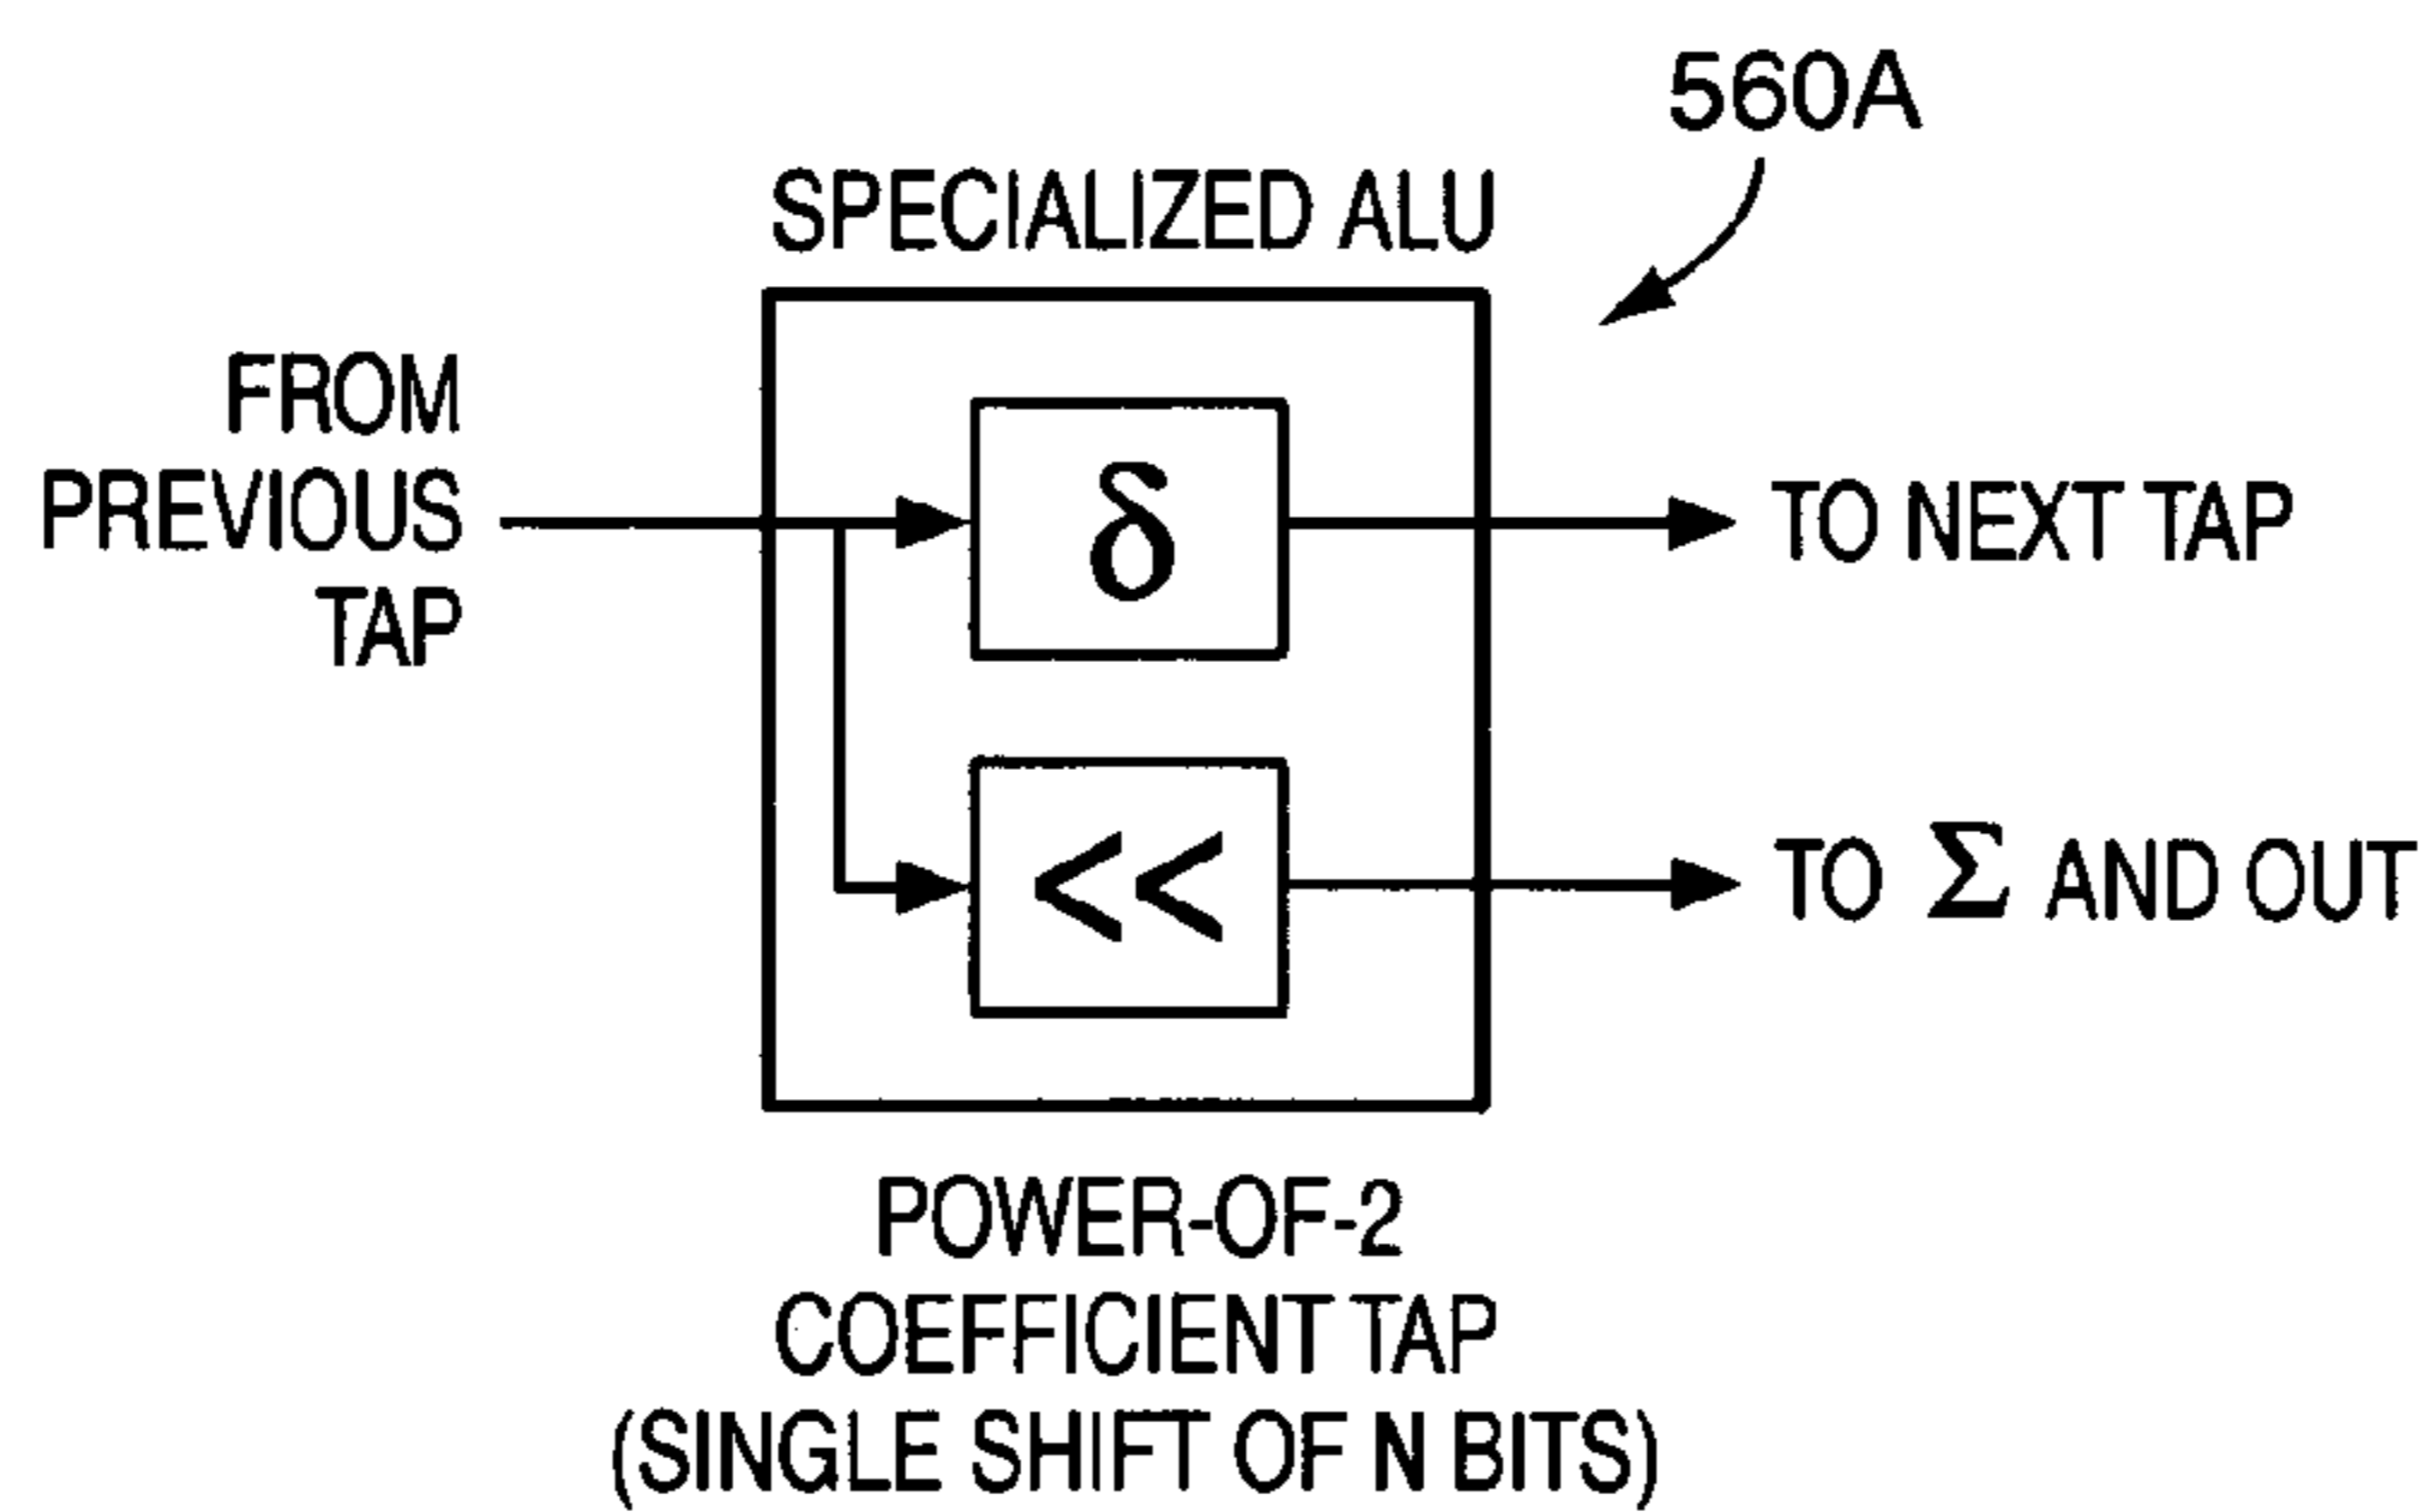 560A
SPECIALIZED ALU
FROM
PREVIOUS
TAP
δ
TO NEXT TAP
<<
TO Σ AND OUT
POWER-OF-2
COEFFICIENT TAP
(SINGLE SHIFT OF N BITS)